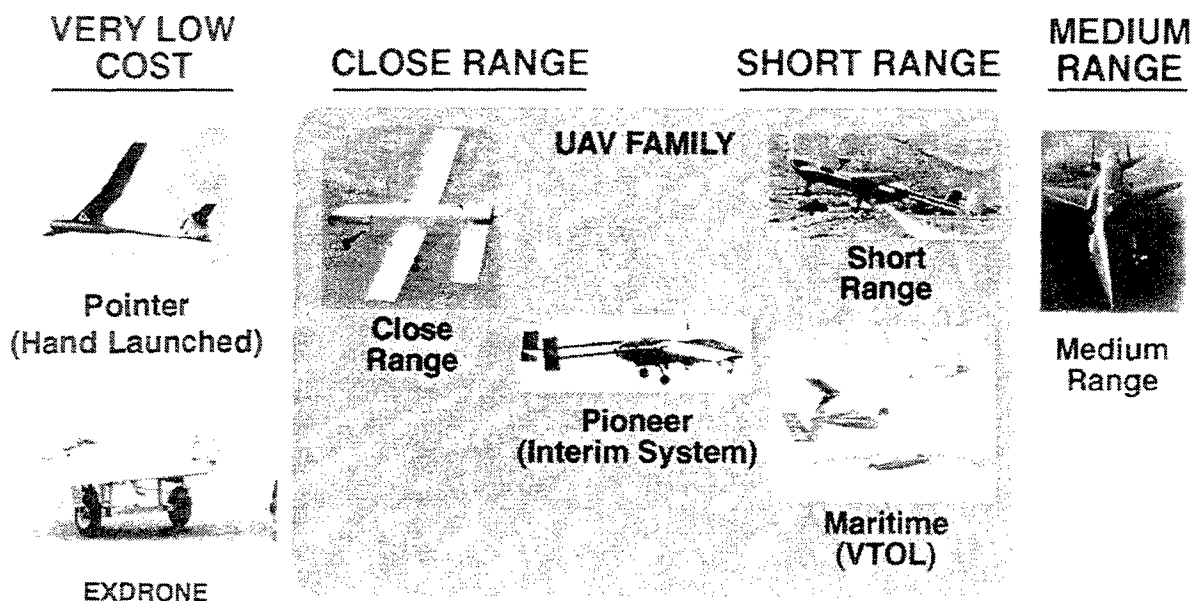 VERY LOW
COST
CLOSE RANGE
SHORT RANGE
MEDIUM
RANGE
UAV FAMILY
Pointer
(Hand Launched)
Close
Range
Short
Range
Medium
Range
Pioneer
(Interim System)
EXDRONE
Maritime
(VTOL)